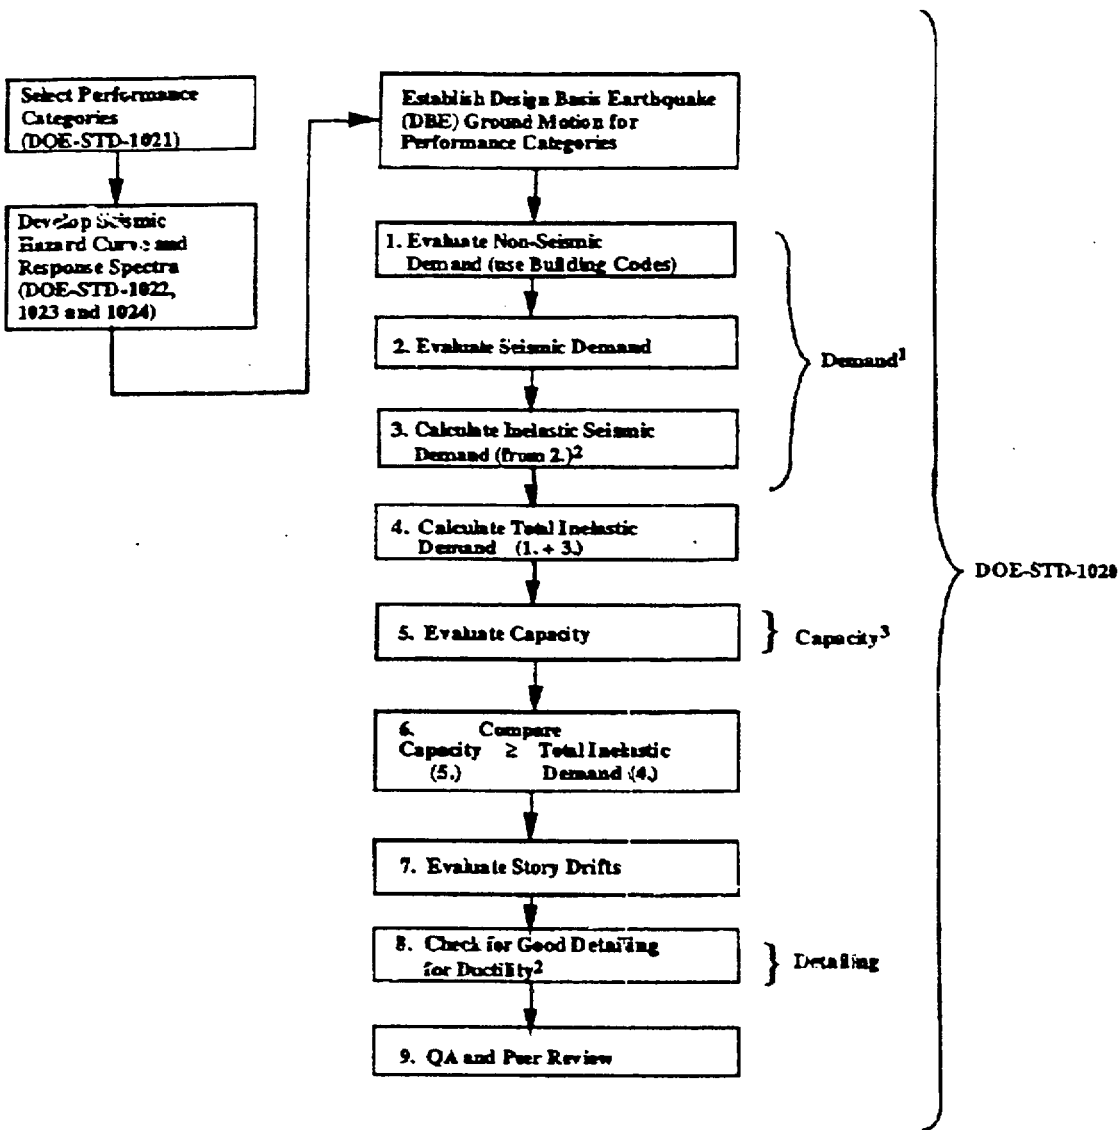 Select Performance
Categories
(DOE-STD-1021)
Develop Seismic
Hazard Curve and
Response Spectra
(DOE-STD-1022,
1023 and 1024)
Establish Design Basis Earthquake
(DBE) Ground Motion for
Performance Categories
1. Evaluate Non-Seismic
Demand (use Building Codes)
2. Evaluate Seismic Demand
3. Calculate Inelastic Seismic
Demand (from 2.)²
Demand¹
4. Calculate Total Inelastic
Demand (1. + 3.)
DOE-STD-1020
5. Evaluate Capacity
Capacity³
6. Compare
Capacity ≥ Total Inelastic
(5.) Demand (4.)
7. Evaluate Story Drifts
8. Check for Good Detailing
for Ductility²
Detailing
9. QA and Peer Review